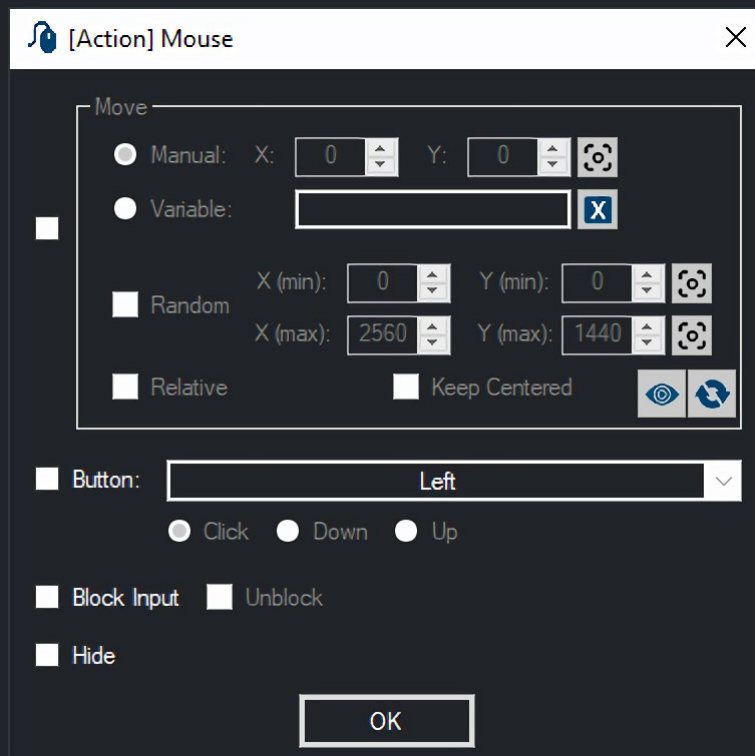 [Action] Mouse
Move
Manual: X: 0 Y: 0
Variable: X
X (min): 0 Y (min): 0
Random
X (max): 2560 Y (max): 1440
Relative Keep Centered
Button: Left
Click Down Up
Block Input Unblock
Hide
OK